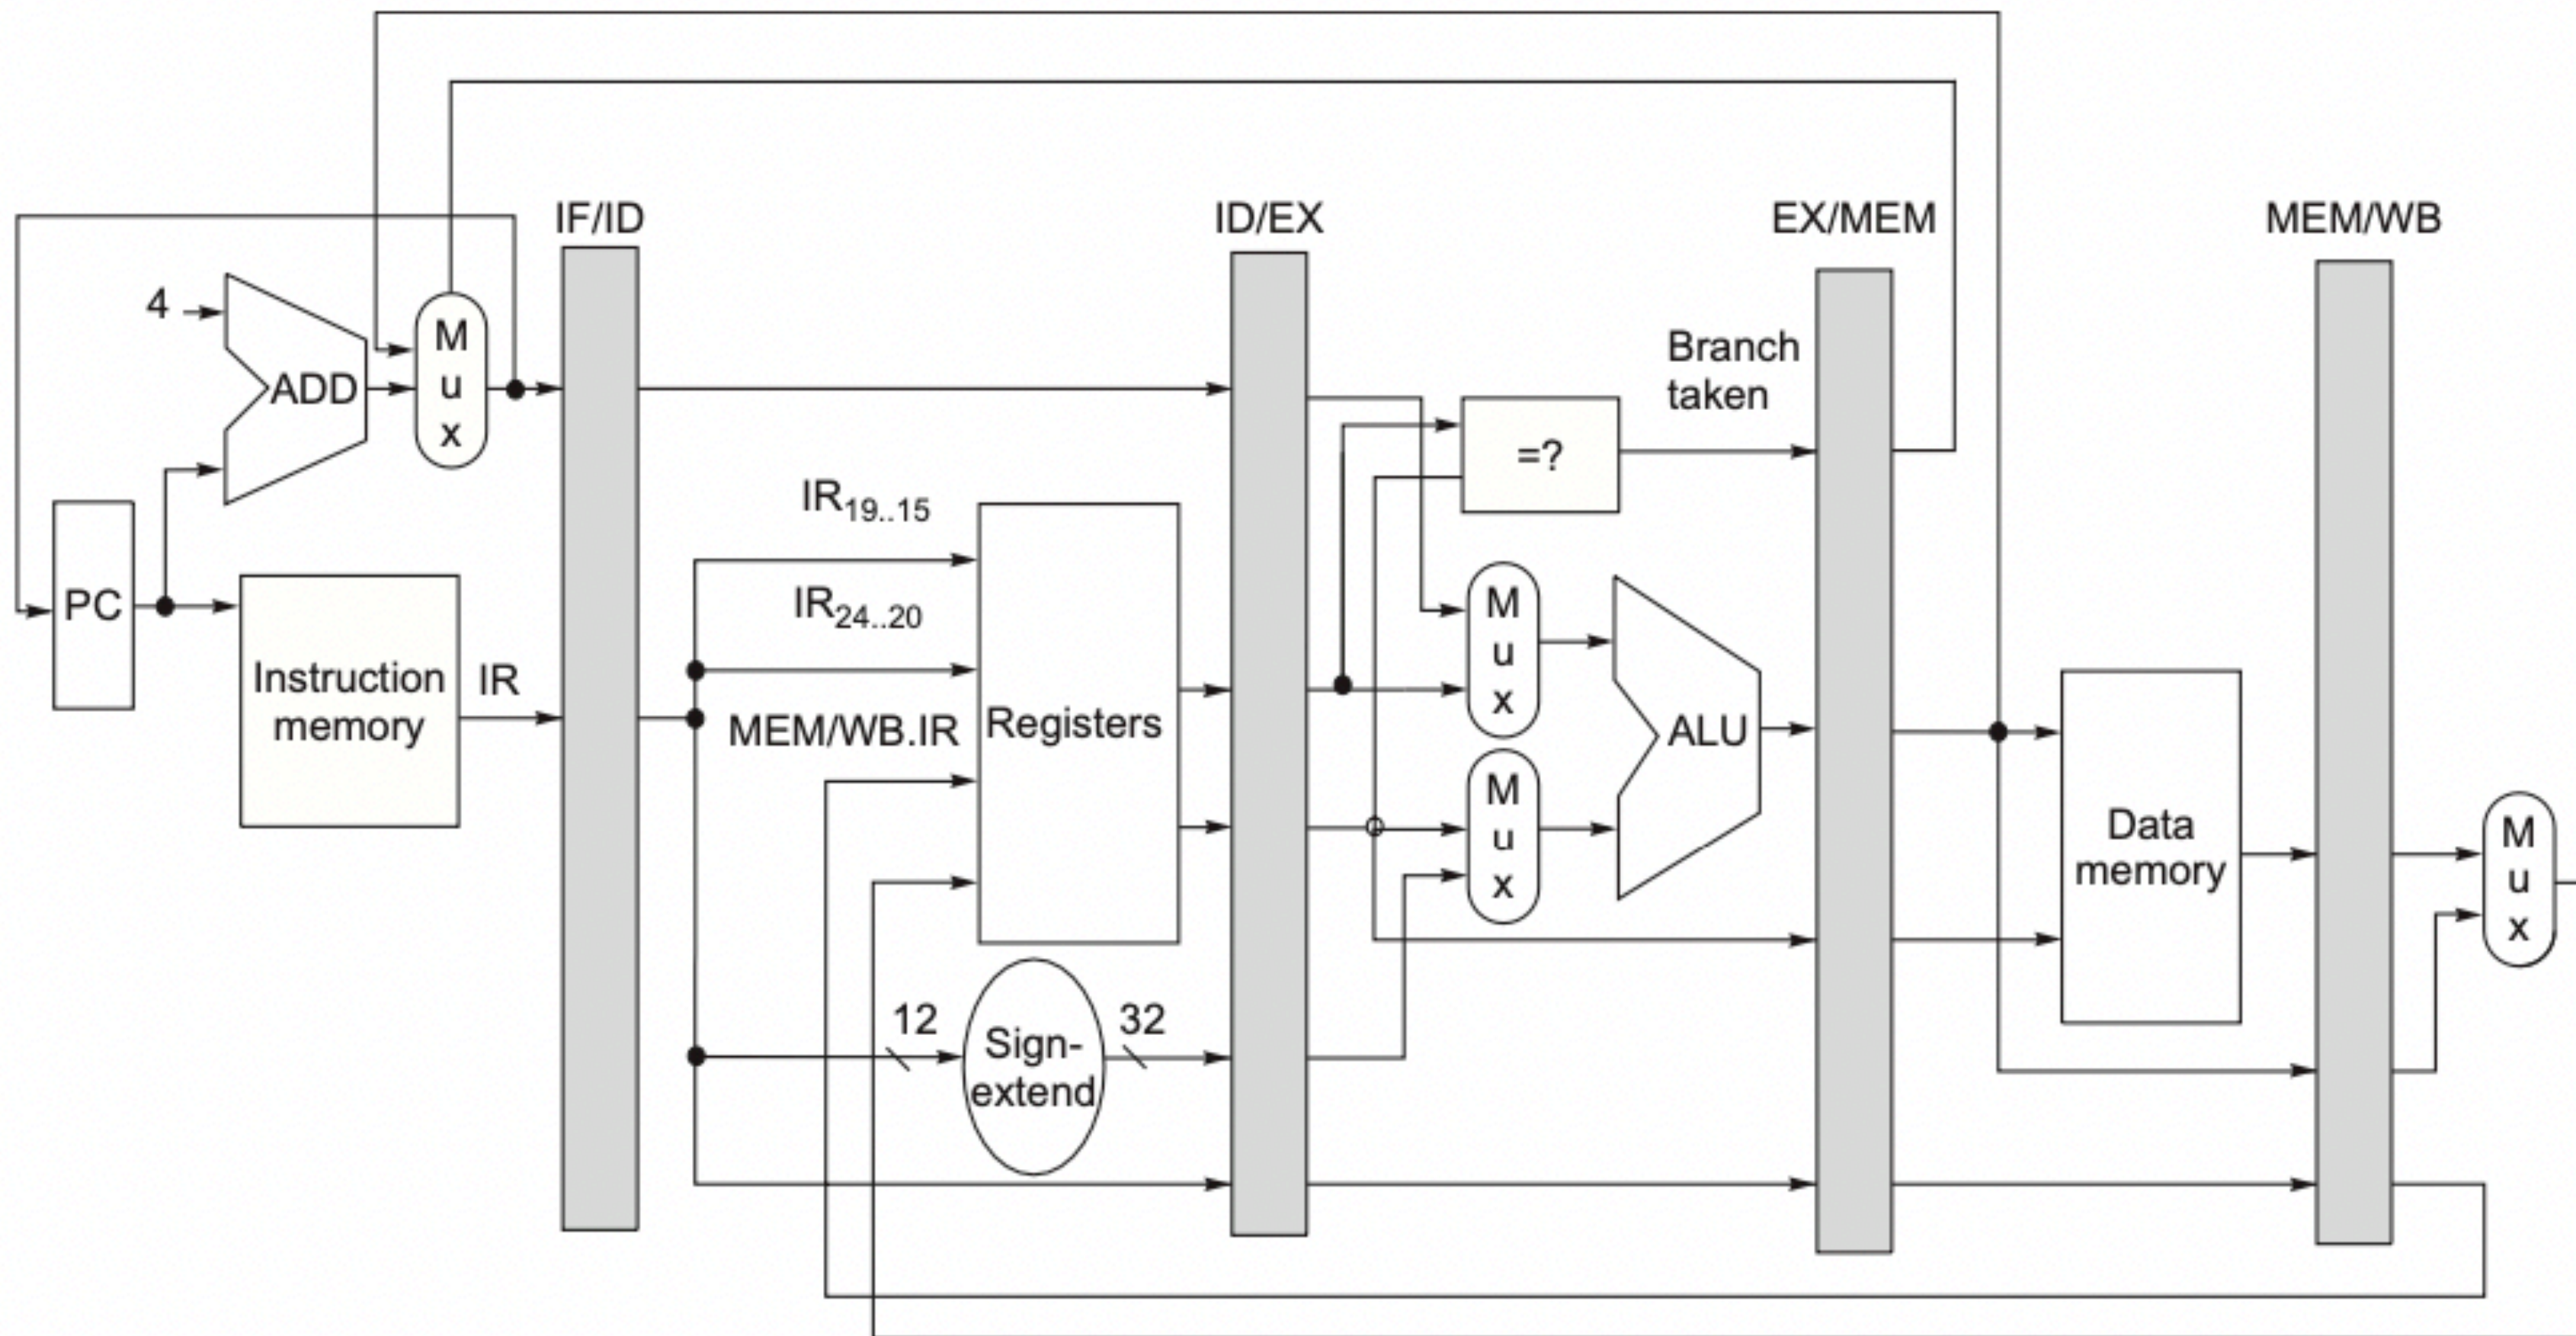 IF/ID
ID/EX
EX/MEM
MEM/WB
4
ADD
M
u
x
Branch
taken
=?
IR19..15
IR24..20
PC
Instruction
memory
IR
MEM/WB.IR
Registers
M
u
x
ALU
M
u
x
Data
memory
M
u
x
12
Sign-
extend
32